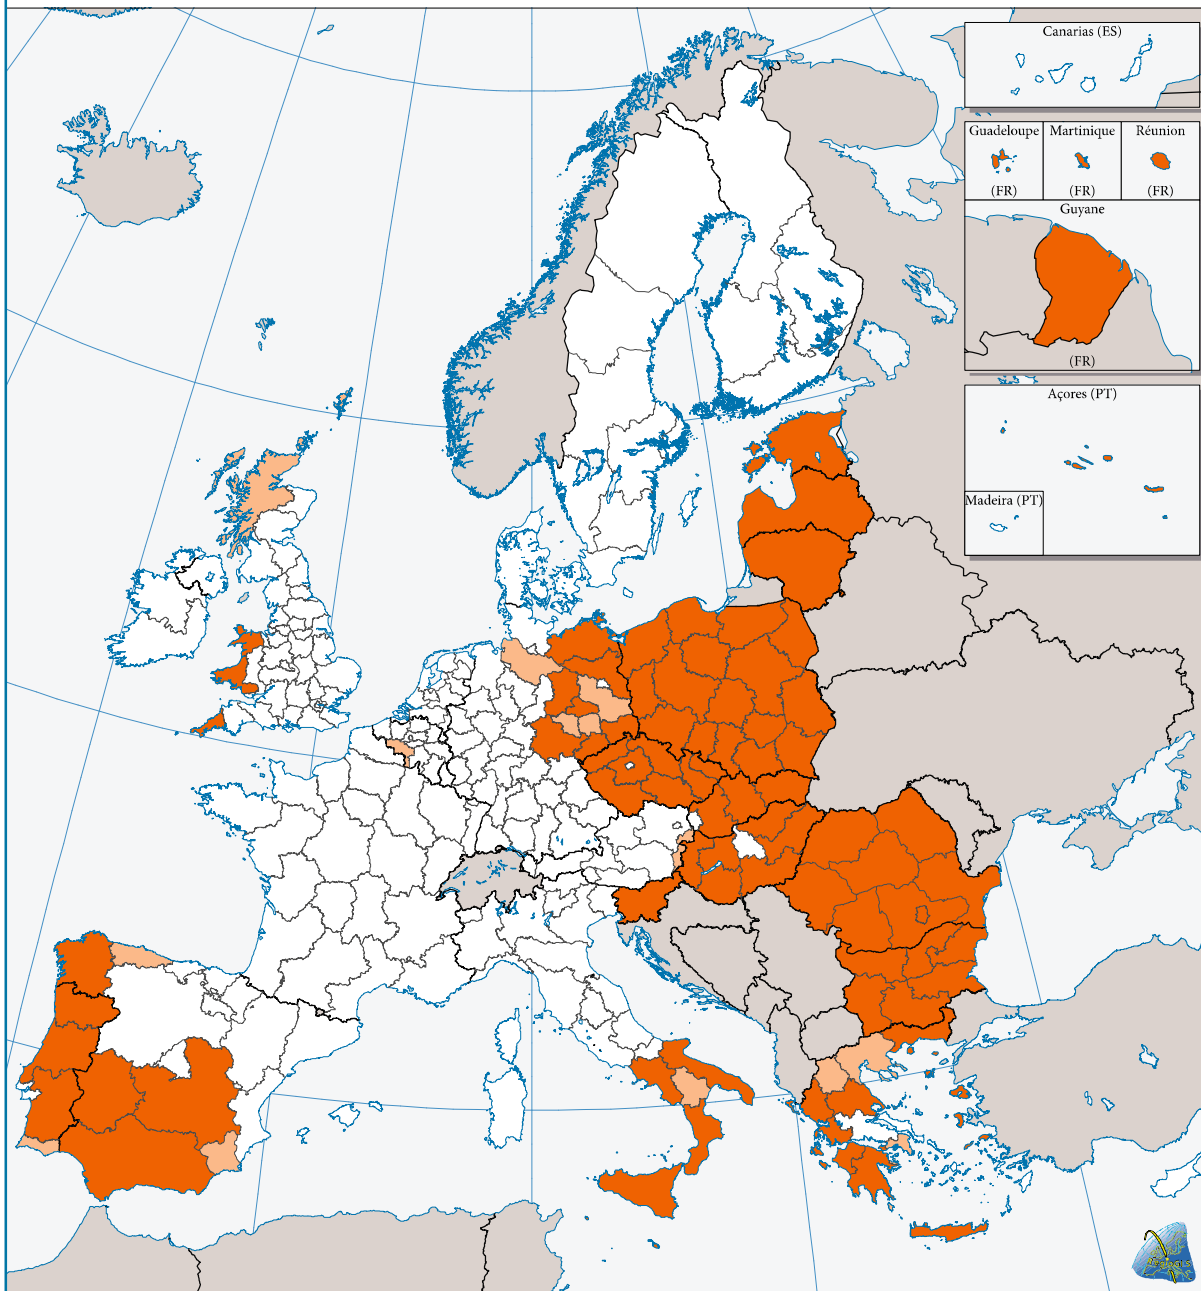 Canarias (ES)
Guadeloupe
Martinique
Réunion
(FR)
(FR)
(FR)
Guyane
(FR)
Açores (PT)
Madeira (PT)